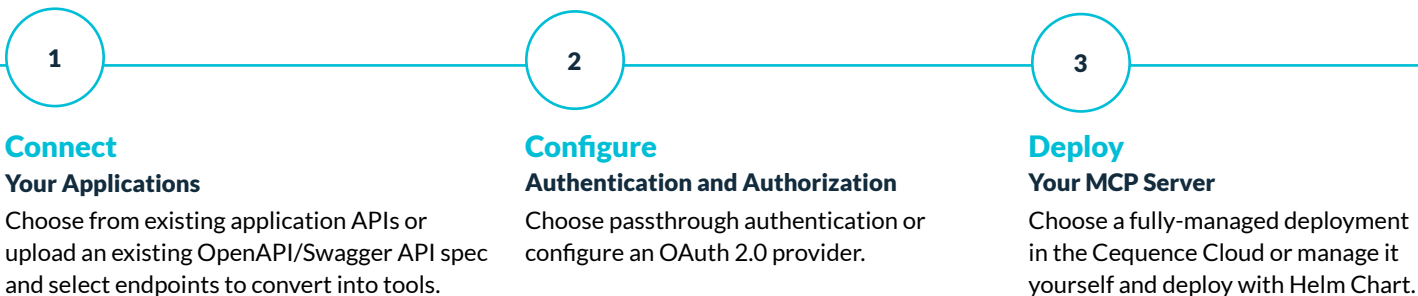 1
Connect
Your Applications
Choose from existing application APIs or
upload an existing OpenAPI/Swagger API spec
and select endpoints to convert into tools.
2
Configure
Authentication and Authorization
Choose passthrough authentication or
configure an OAuth 2.0 provider.
3
Deploy
Your MCP Server
Choose a fully-managed deployment
in the Cequence Cloud or manage it
yourself and deploy with Helm Chart.